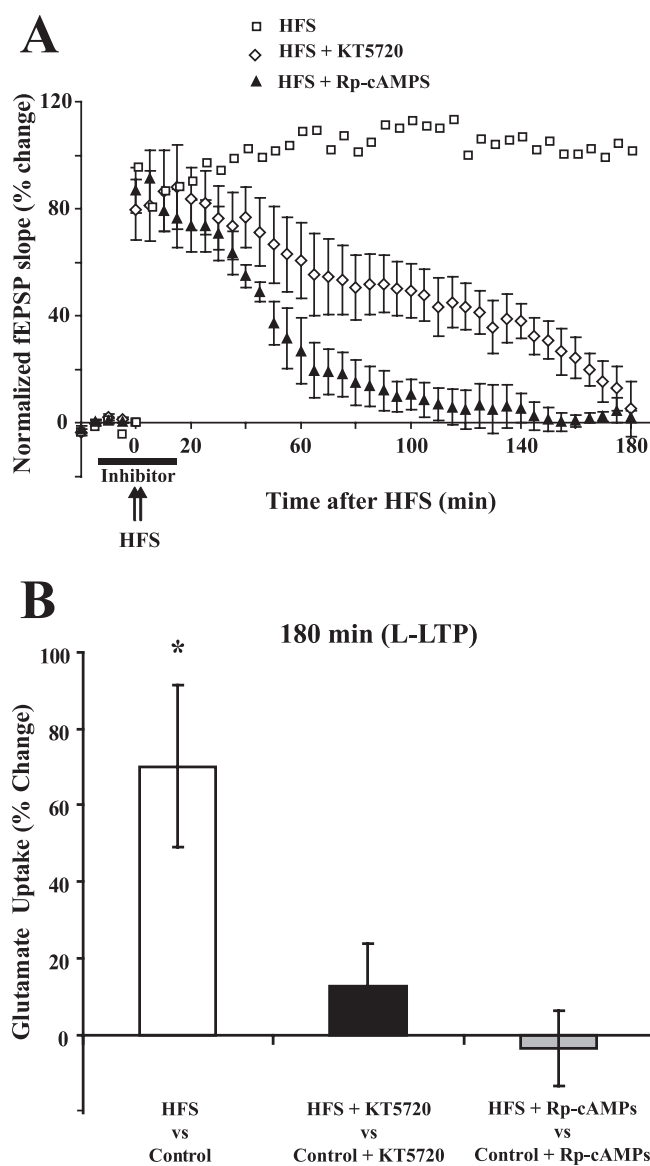 A
HFS
HFS + KT5720
HFS + Rp-cAMPS
Normalized fEPSP slope (% change)
120
80
40
0
0
20
60
100
140
180
Inhibitor
Time after HFS (min)
HFS
B
180 min (L-LTP)
*
Glutamate Uptake (% Change)
100
80
60
40
20
0
HFS
vs
Control
HFS + KT5720
vs
Control + KT5720
HFS + Rp-cAMPs
vs
Control + Rp-cAMPs